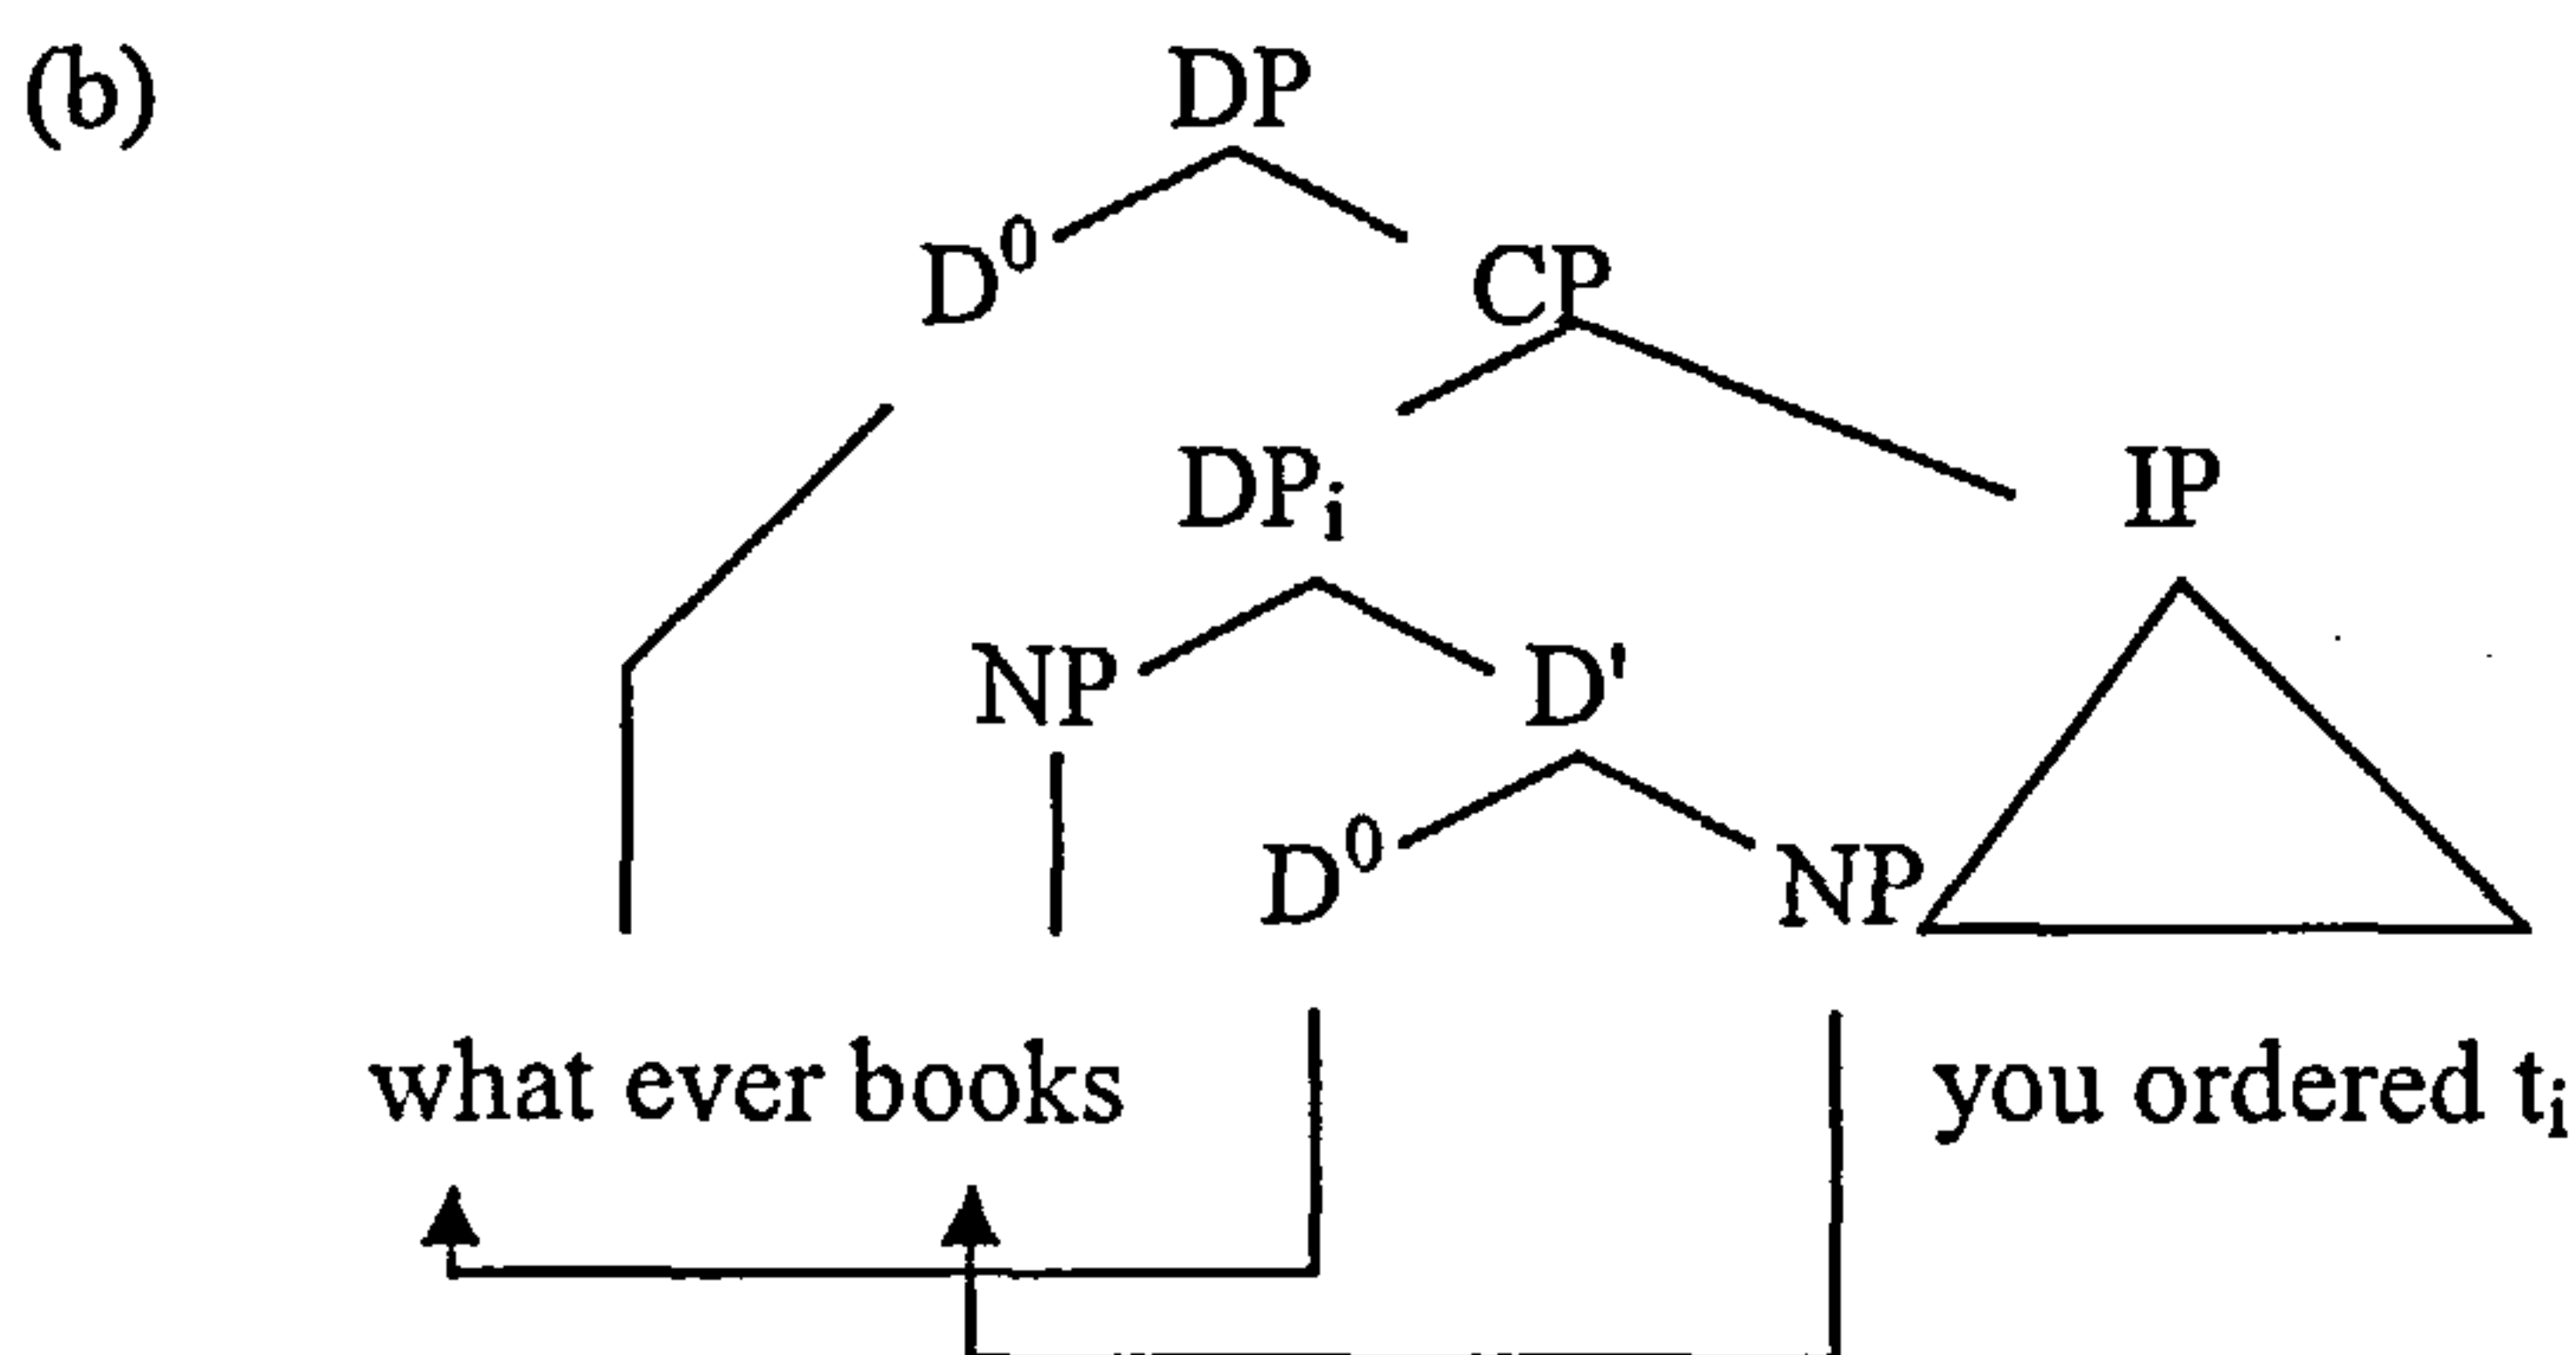 (b)
DP
D⁰ CP
DPᵢ IP
NP D'
D⁰ NP
what ever books you ordered tᵢ